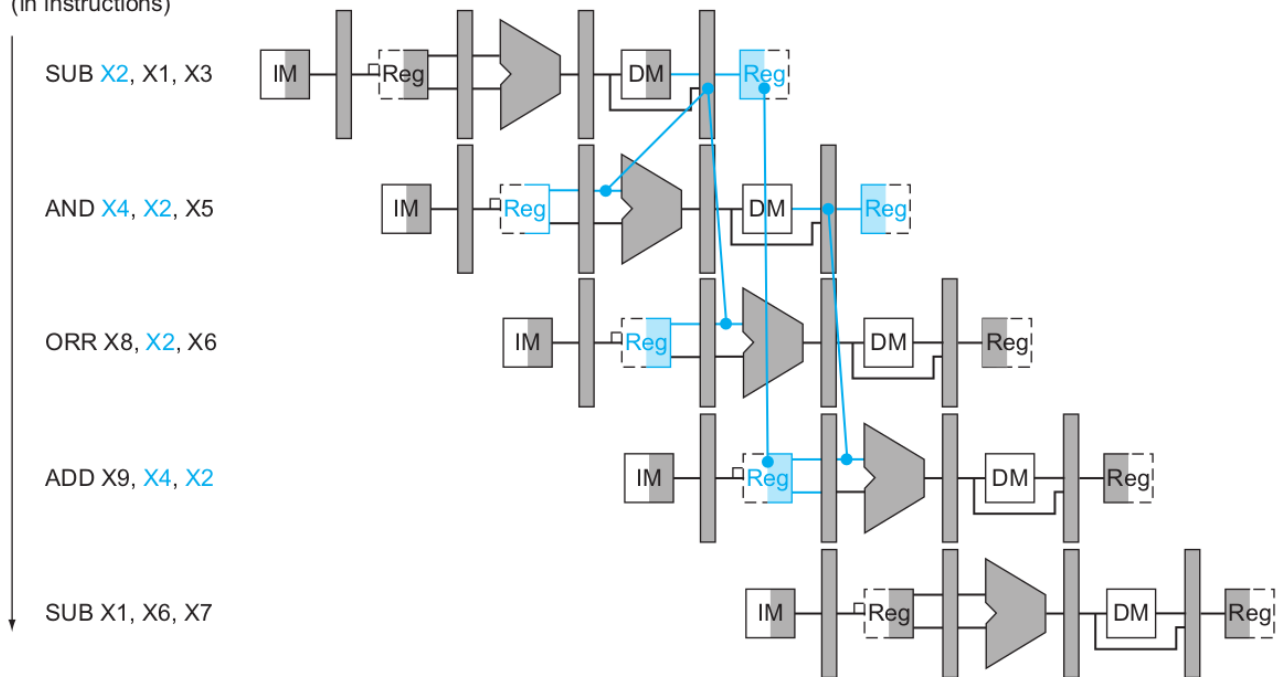 (in instructions)
SUB X2, X1, X3 IM Reg DM Reg
AND X4, X2, X5 IM Reg DM Reg
ORR X8, X2, X6 IM Reg DM Reg
ADD X9, X4, X2 IM Reg DM Reg
SUB X1, X6, X7 IM Reg DM Reg